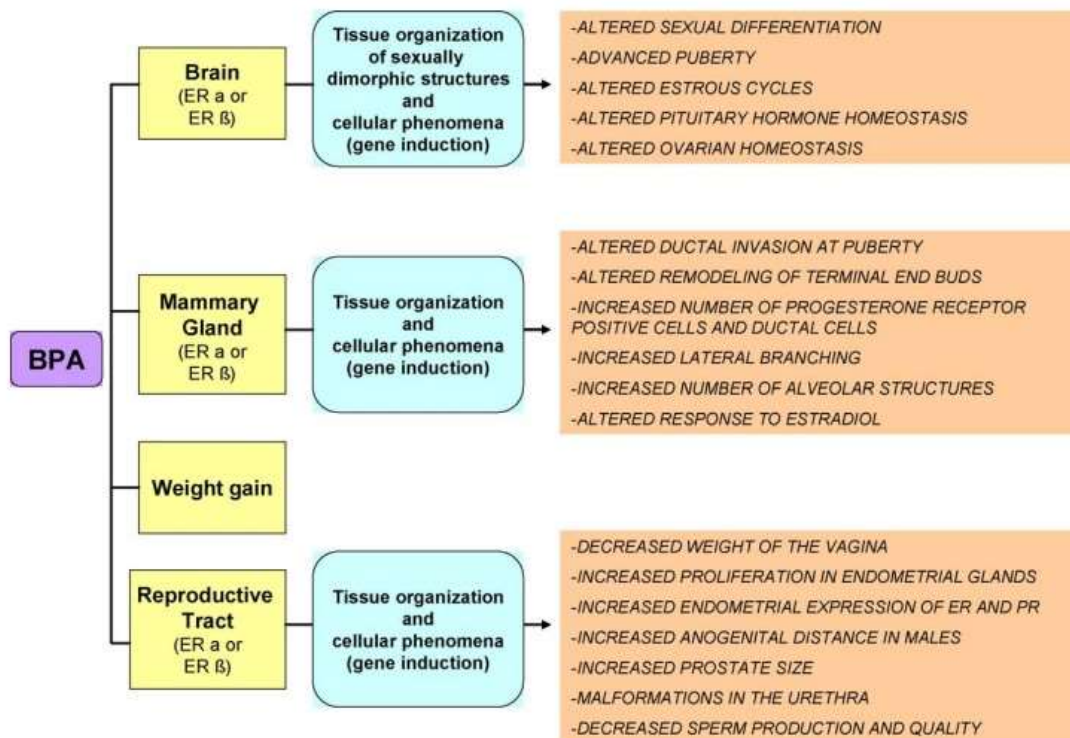 BPA
Brain
(ER a or
ER ß)
Tissue organization
of sexually
dimorphic structures
and
cellular phenomena
(gene induction)
-ALTERED SEXUAL DIFFERENTIATION
-ADVANCED PUBERTY
-ALTERED ESTROUS CYCLES
-ALTERED PITUITARY HORMONE HOMEOSTASIS
-ALTERED OVARIAN HOMEOSTASIS
Mammary
Gland
(ER a or
ER ß)
Tissue organization
and
cellular phenomena
(gene induction)
-ALTERED DUCTAL INVASION AT PUBERTY
-ALTERED REMODELING OF TERMINAL END BUDS
-INCREASED NUMBER OF PROGESTERONE RECEPTOR
POSITIVE CELLS AND DUCTAL CELLS
-INCREASED LATERAL BRANCHING
-INCREASED NUMBER OF ALVEOLAR STRUCTURES
-ALTERED RESPONSE TO ESTRADIOL
Weight gain
Reproductive
Tract
(ER a or
ER ß)
Tissue organization
and
cellular phenomena
(gene induction)
-DECREASED WEIGHT OF THE VAGINA
-INCREASED PROLIFERATION IN ENDOMETRIAL GLANDS
-INCREASED ENDOMETRIAL EXPRESSION OF ER AND PR
-INCREASED ANOGENITAL DISTANCE IN MALES
-INCREASED PROSTATE SIZE
-MALFORMATIONS IN THE URETHRA
-DECREASED SPERM PRODUCTION AND QUALITY